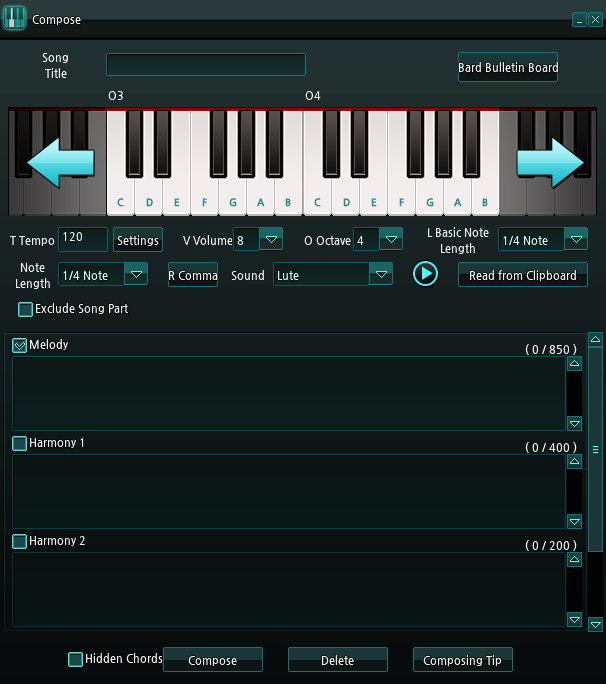 Compose
Song
Title
Bard Bulletin Board
O3 O4
C D E F G A B C D E F G A B
T Tempo 120 Settings V Volume 8 O Octave 4 L Basic Note
Length 1/4 Note
Note
Length 1/4 Note R Comma Sound Lute Read from Clipboard
Exclude Song Part
Melody ( 0 / 850 )
Harmony 1 ( 0 / 400 )
Harmony 2 ( 0 / 200 )
Hidden Chords Compose Delete Composing Tip